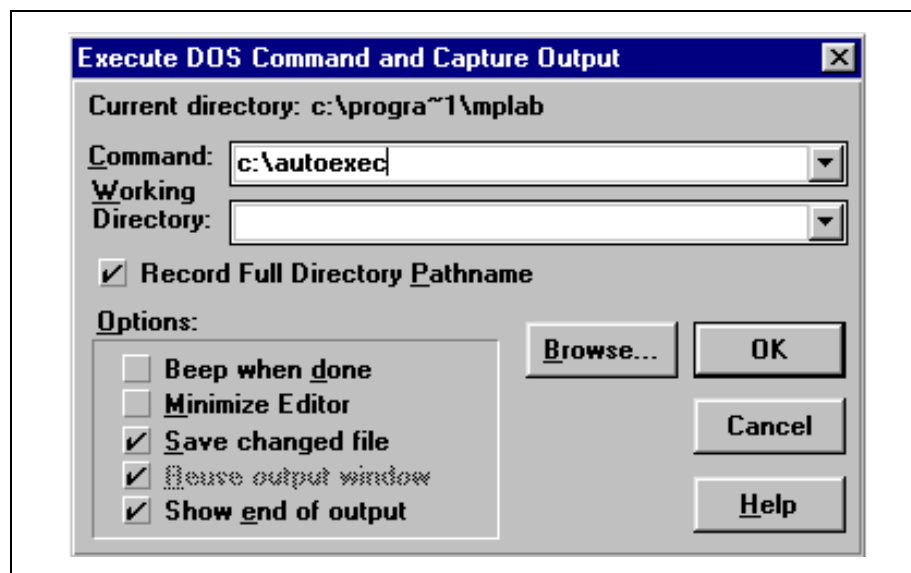 Execute DOS Command and Capture Output
Current directory: c:\progra~1\mplab
Command: c:\autoexec
Working
Directory:
Record Full Directory Pathname
Options:
Beep when done
Minimize Editor
Save changed file
Reuse output window
Show end of output
Browse...
OK
Cancel
Help